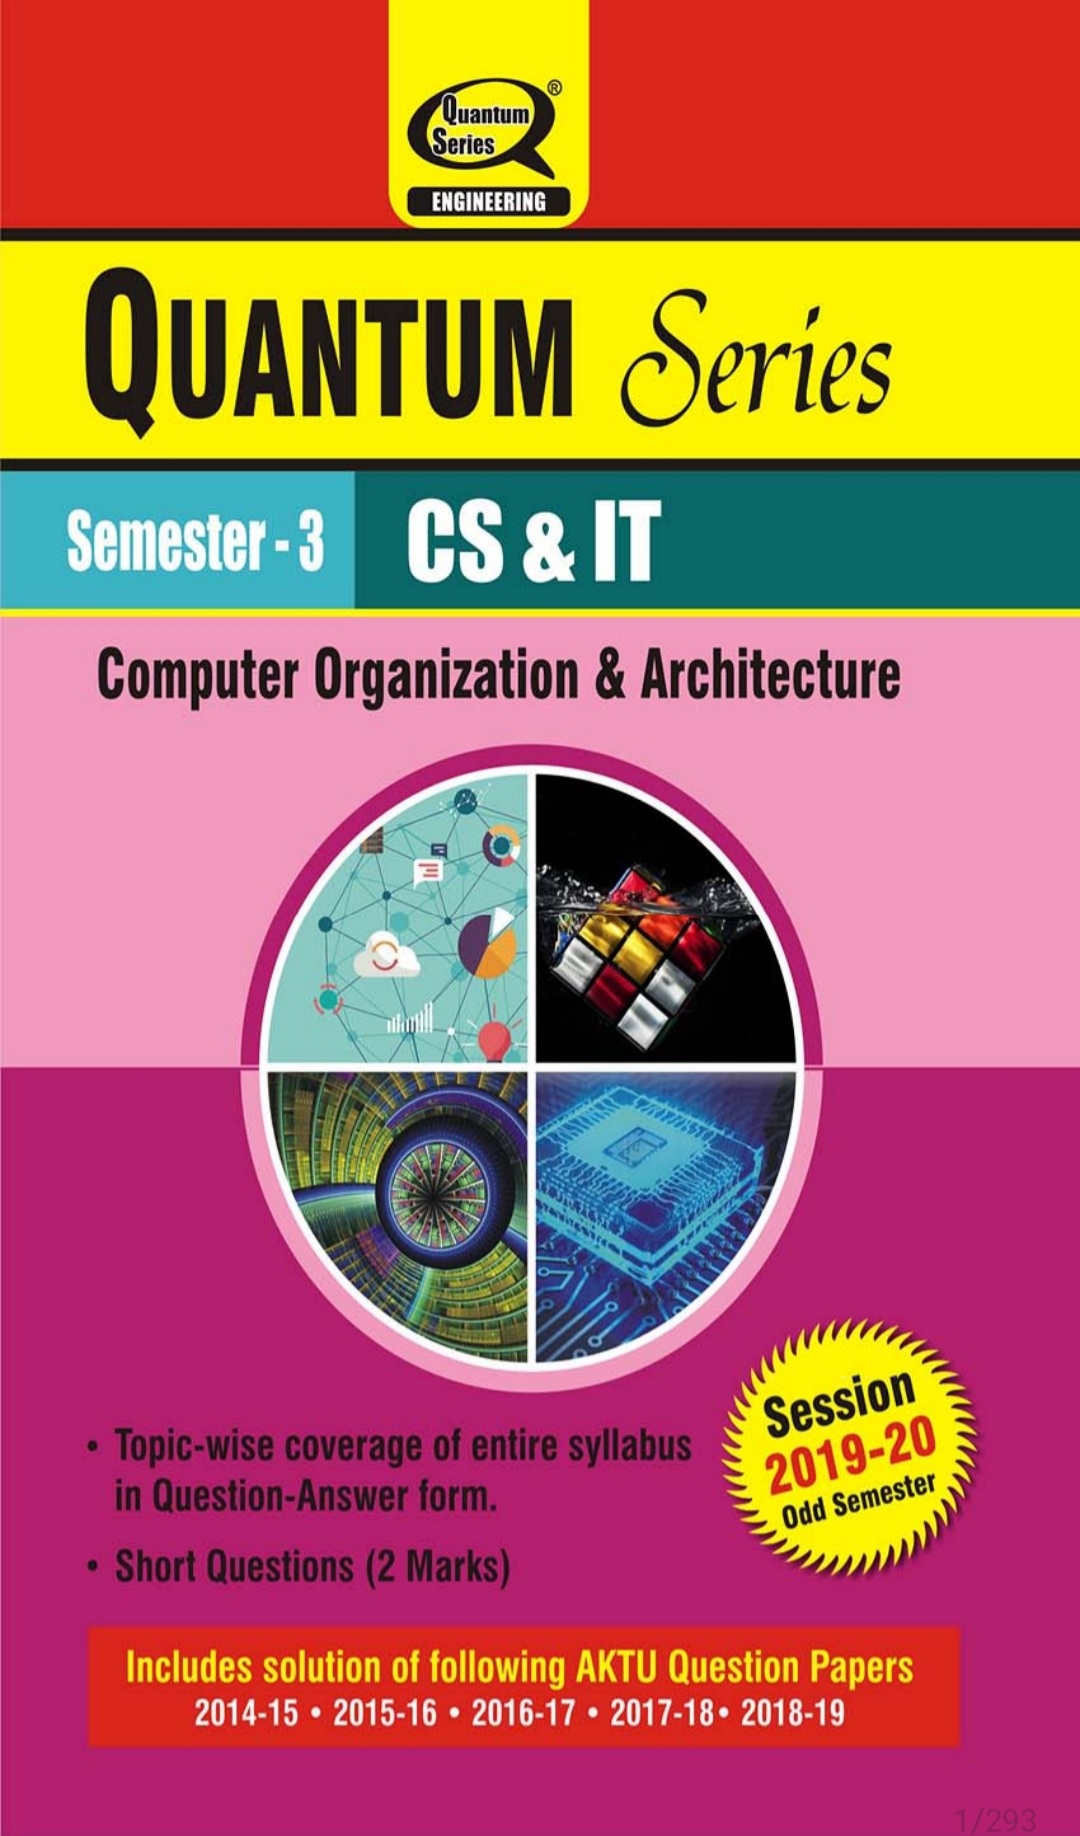 Quantum
Series
®
ENGINEERING
QUANTUM Series
Semester - 3 CS & IT
Computer Organization & Architecture
Session
2019-20
Odd Semester
• Topic-wise coverage of entire syllabus
in Question-Answer form.
• Short Questions (2 Marks)
Includes solution of following AKTU Question Papers
2014-15 • 2015-16 • 2016-17 • 2017-18 • 2018-19
1/293